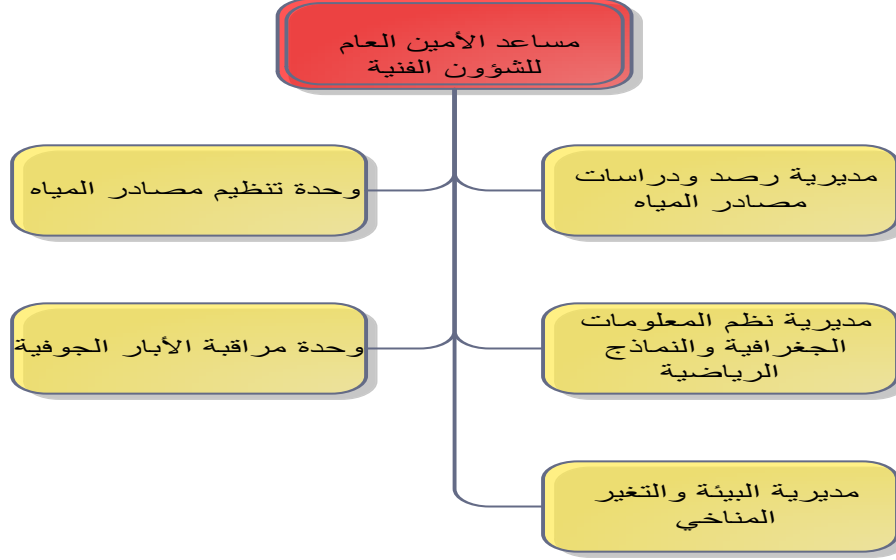 مساعد الأمين العام
للشؤون الفنية
مديرية رصد ودراسات
مصادر المياه
وحدة تنظيم مصادر المياه
مديرية نظم المعلومات
الجغرافية والنماذج
الرياضية
وحدة مراقبة الأبار الجوفية
مديرية البيئة والتغير
المناخي